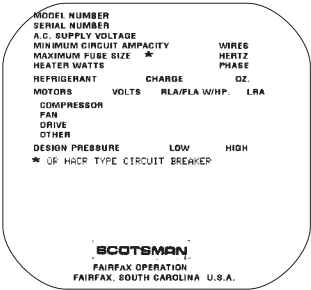 MODEL NUMBER
SERIAL NUMBER
A.C. SUPPLY VOLTAGE
MINIMUM CIRCUIT AMPACITY WIRES
MAXIMUM FUSE SIZE * HERTZ
HEATER WATTS PHASE
REFRIGERANT CHARGE OZ.
MOTORS VOLTS RLA/FLA W/HP. LRA
COMPRESSOR
FAN
DRIVE
OTHER
DESIGN PRESSURE LOW HIGH
* OR HACR TYPE CIRCUIT BREAKER
SCOTSMAN
FAIRFAX OPERATION
FAIRFAX, SOUTH CAROLINA U.S.A.